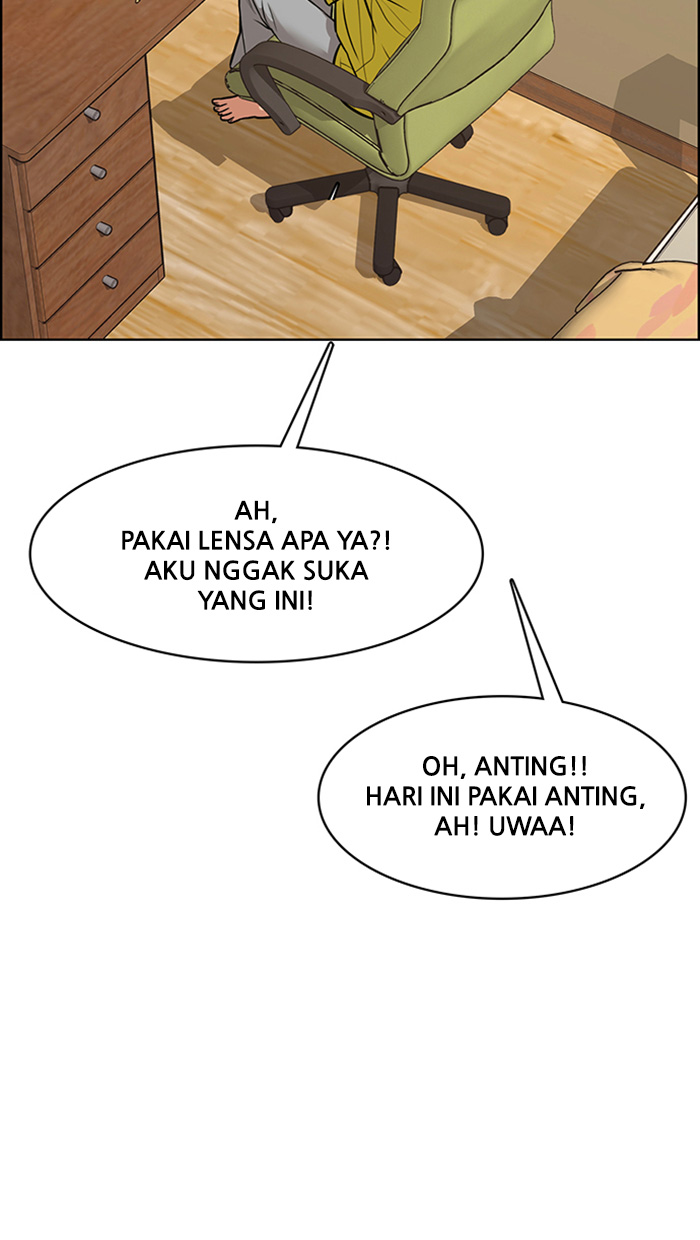 AH,
PAKAI LENSA APA YA?!
AKU NGGAK SUKA
YANG INI!
OH, ANTING!!
HARI INI PAKAI ANTING,
AH! UWAA!